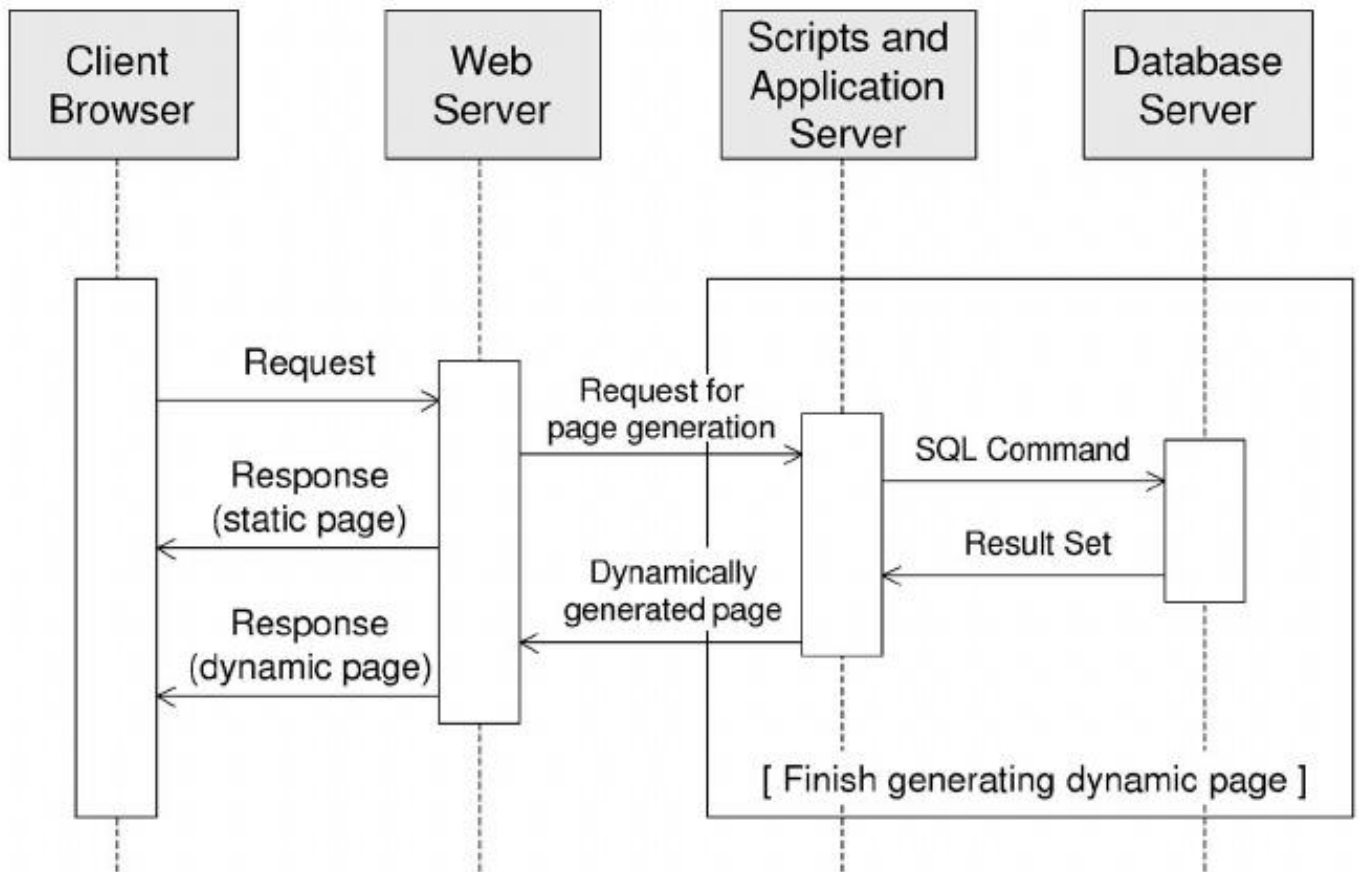 Client
Browser
Web
Server
Scripts and
Application
Server
Database
Server
Request
Request for
page generation
SQL Command
Response
(static page)
Result Set
Dynamically
generated page
Response
(dynamic page)
[ Finish generating dynamic page ]